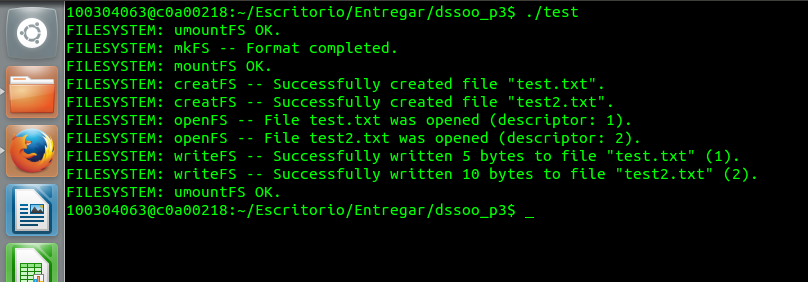 100304063@c0a00218:~/Escritorio/Entregar/dssoo_p3$ ./test
FILESYSTEM: umountFS OK.
FILESYSTEM: mkFS -- Format completed.
FILESYSTEM: mountFS OK.
FILESYSTEM: creatFS -- Successfully created file "test.txt".
FILESYSTEM: creatFS -- Successfully created file "test2.txt".
FILESYSTEM: openFS -- File test.txt was opened (descriptor: 1).
FILESYSTEM: openFS -- File test2.txt was opened (descriptor: 2).
FILESYSTEM: writeFS -- Successfully written 5 bytes to file "test.txt" (1).
FILESYSTEM: writeFS -- Successfully written 10 bytes to file "test2.txt" (2).
FILESYSTEM: umountFS OK.
100304063@c0a00218:~/Escritorio/Entregar/dssoo_p3$ _